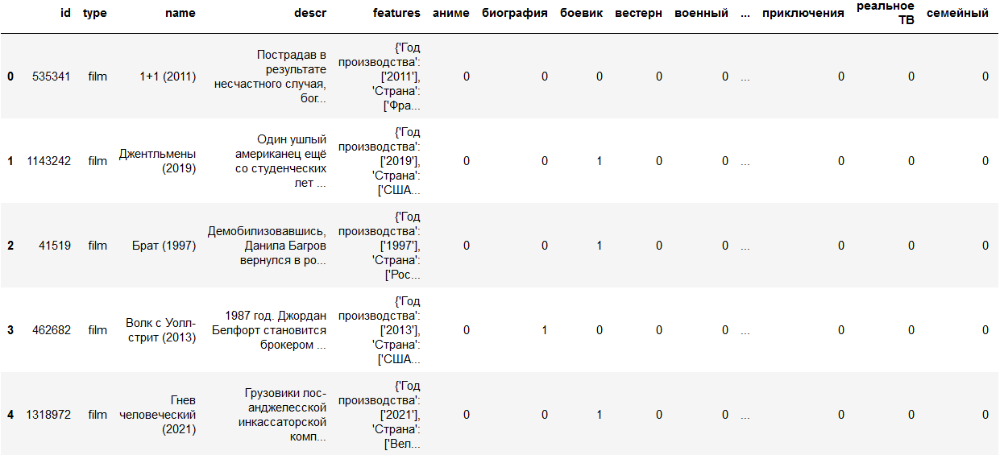 id type name descr features аниме биография боевик вестерн военный ... приключения реальное ТВ семейный
0 535341 film 1+1 (2011) Пострадав в результате несчастного случая, бог... {'Год производства': ['2011'], 'Страна': ['Фра... 0 0 0 0 0 ... 0 0 0
1 1143242 film Джентльмены (2019) Один ушлый американец ещё со студенческих лет ... {'Год производства': ['2019'], 'Страна': ['США... 0 0 1 0 0 ... 0 0 0
2 41519 film Брат (1997) Демобилизовавшись, Данила Багров вернулся в ро... {'Год производства': ['1997'], 'Страна': ['Рос... 0 0 1 0 0 ... 0 0 0
3 462682 film Волк с Уолл-стрит (2013) 1987 год. Джордан Белфорт становится брокером ... {'Год производства': ['2013'], 'Страна': ['США... 0 1 0 0 0 ... 0 0 0
4 1318972 film Гнев человеческий (2021) Грузовики лос-анджелесской инкассаторской комп... {'Год производства': ['2021'], 'Страна': ['Вел... 0 0 1 0 0 ... 0 0 0